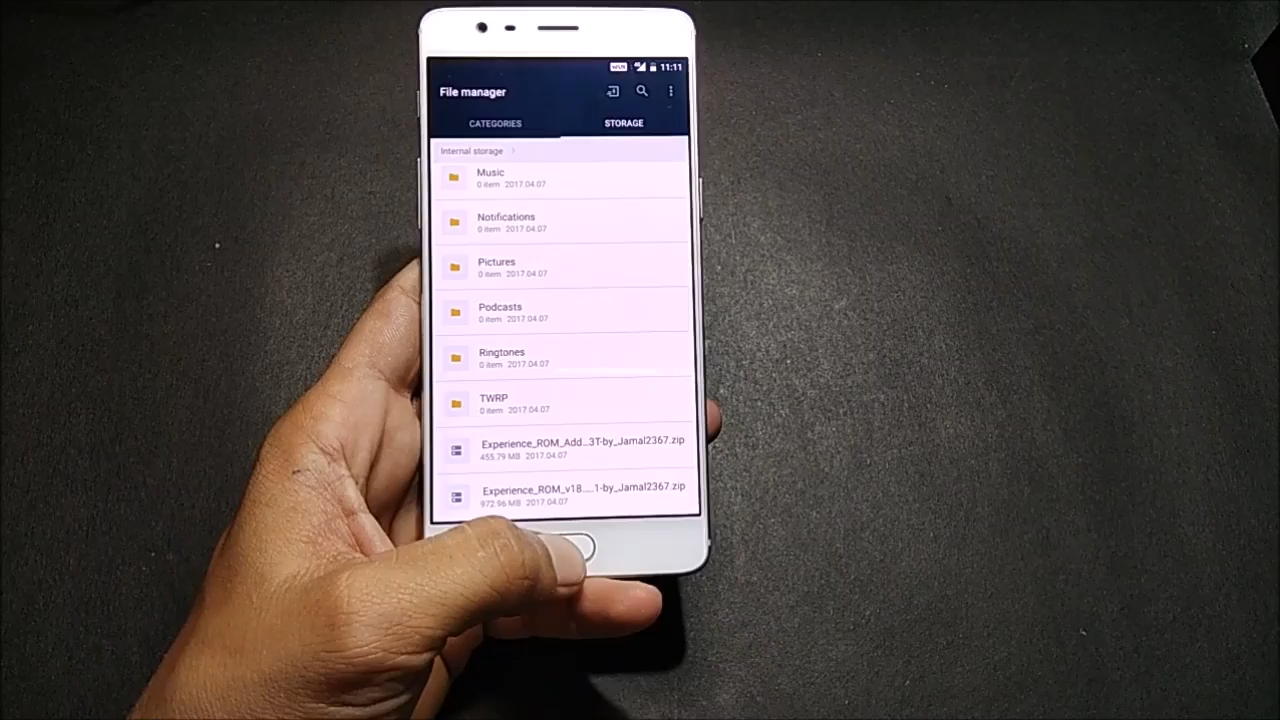 11:11
File manager
CATEGORIES STORAGE
Internal storage
Music
0 item 2017.04.07
Notifications
0 item 2017.04.07
Pictures
0 item 2017.04.07
Podcasts
0 item 2017.04.07
Ringtones
0 item 2017.04.07
TWRP
0 item 2017.04.07
Experience_ROM_Add...3T-by_Jamal2367.zip
455.79 MB 2017.04.07
Experience_ROM_v18.....1-by_Jamal2367.zip
972.96 MB 2017.04.07